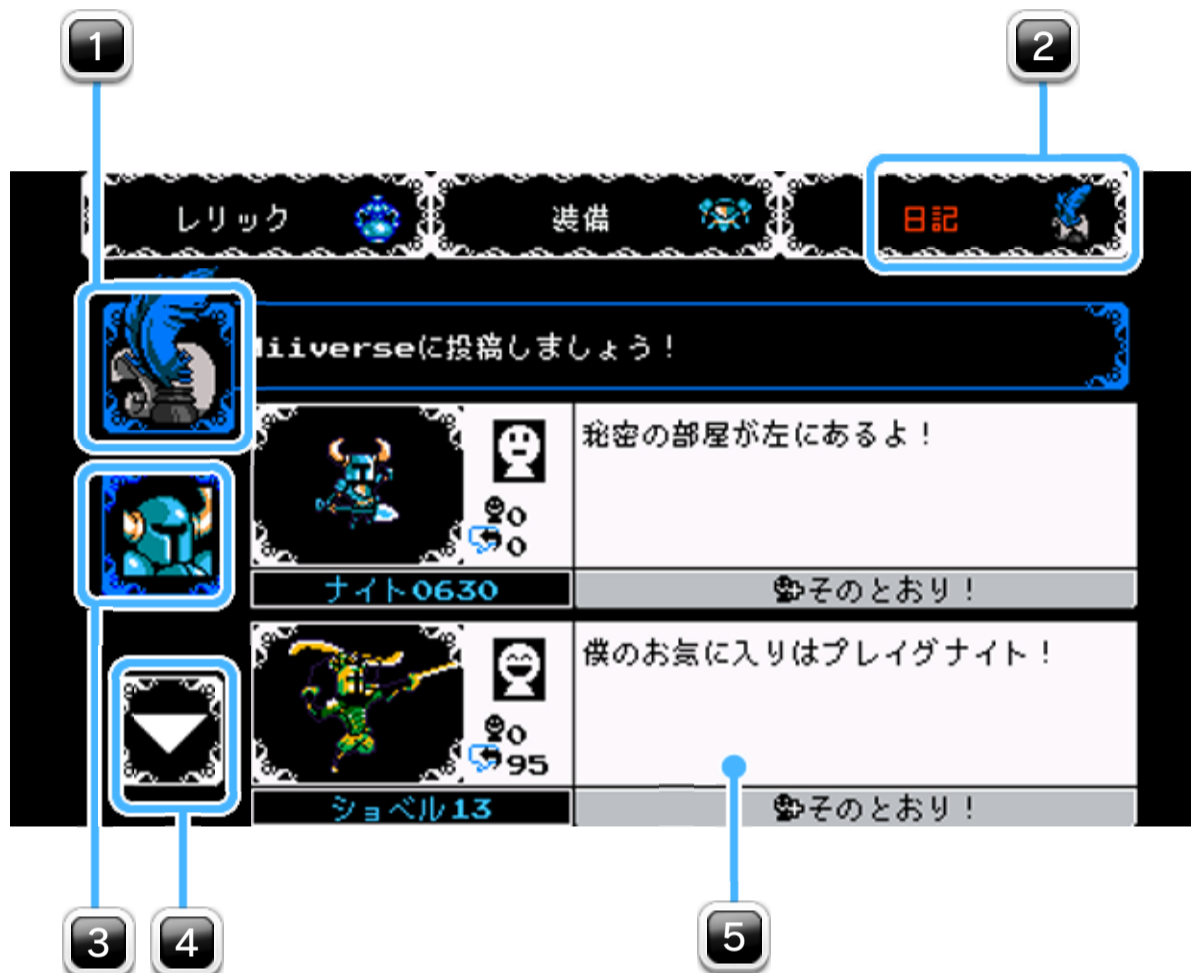 1
2
レリック
装備
日記
Miiverseに投稿しましょう!
秘密の部屋が左にあるよ!
0
0
ナイト0630
そのとおり!
僕のお気に入りはプレイグナイト!
0
95
ショベル13
そのとおり!
3
4
5